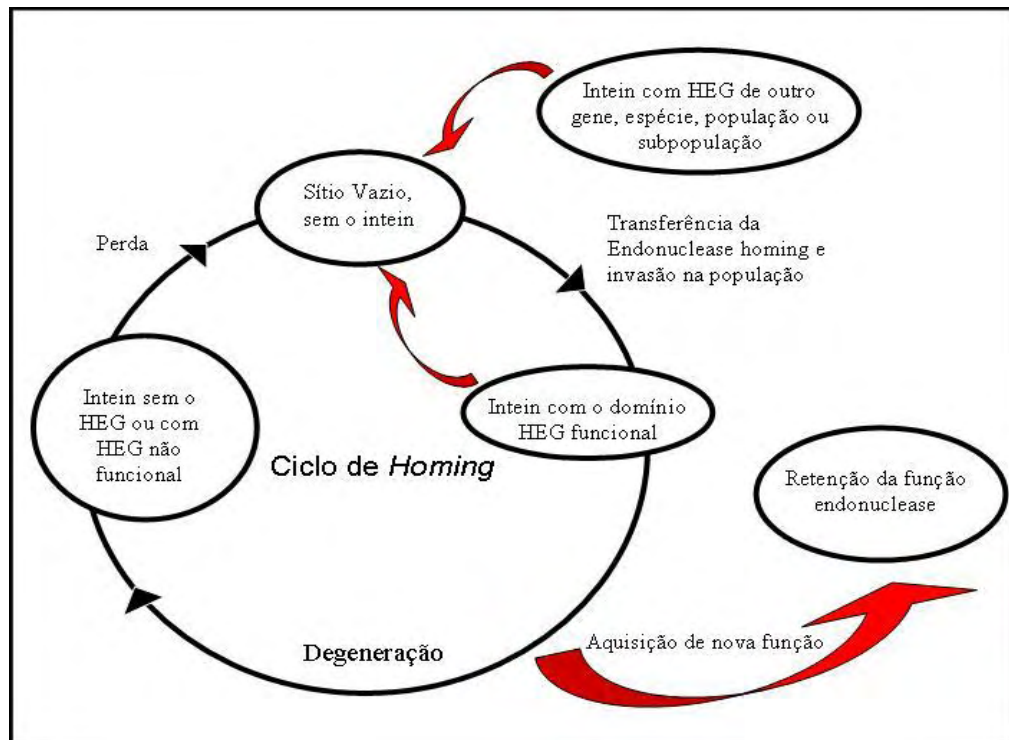 Intein com HEG de outro
gene, espécie, população ou
subpopulação
Sítio Vazio,
sem o intein
Perda
Transferência da
Endonuclease homing e
invasão na população
Intein sem o
HEG ou com
HEG não
funcional
Intein com o domínio
HEG funcional
Ciclo de Homing
Retenção da função
endonuclease
Degeneração
Aquisição de nova função